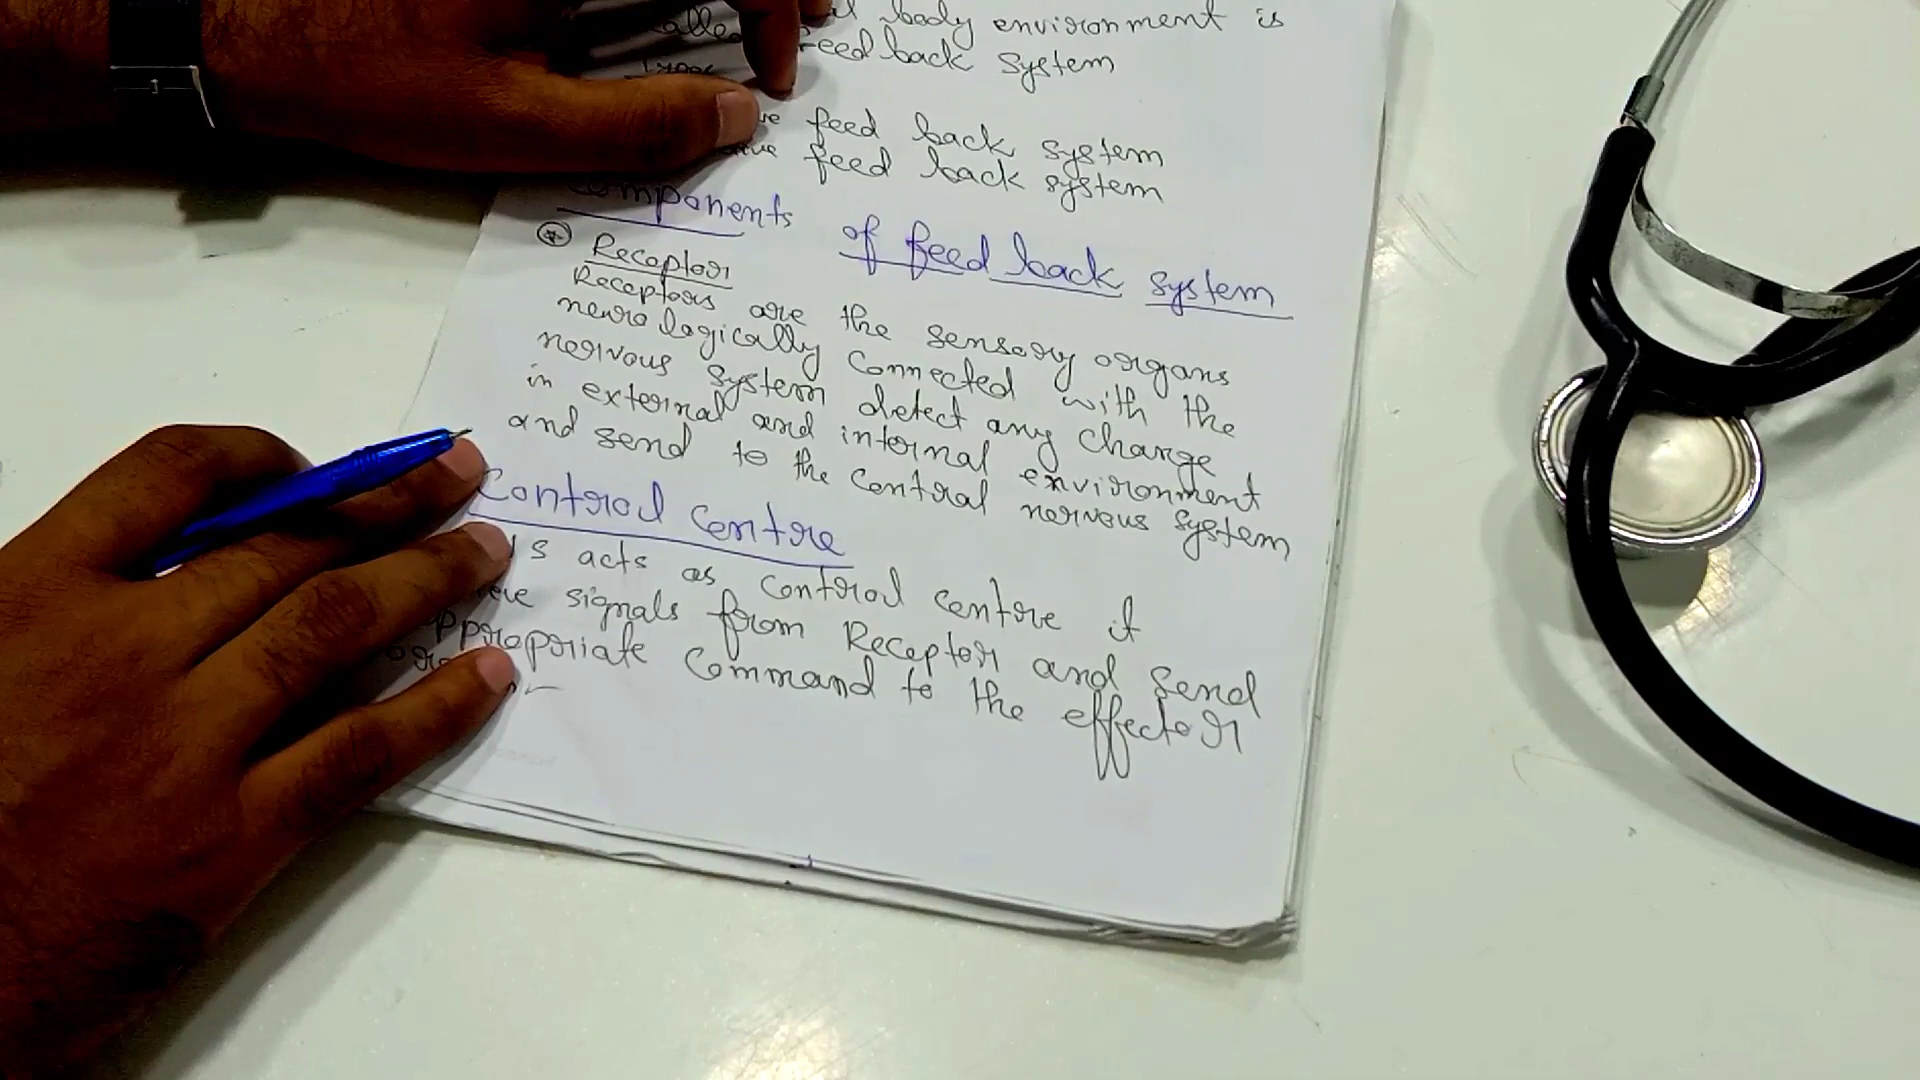 body environment is
feed back system
feed back system
feed back system
Components of feed back system
Receptor
Receptors are the sensory organs
neurologically connected with the
nervous system detect any change
in external and internal environment
and send to the central nervous system
Control centre
acts as control centre it
signals from Receptor and send
appropriate command to the effector